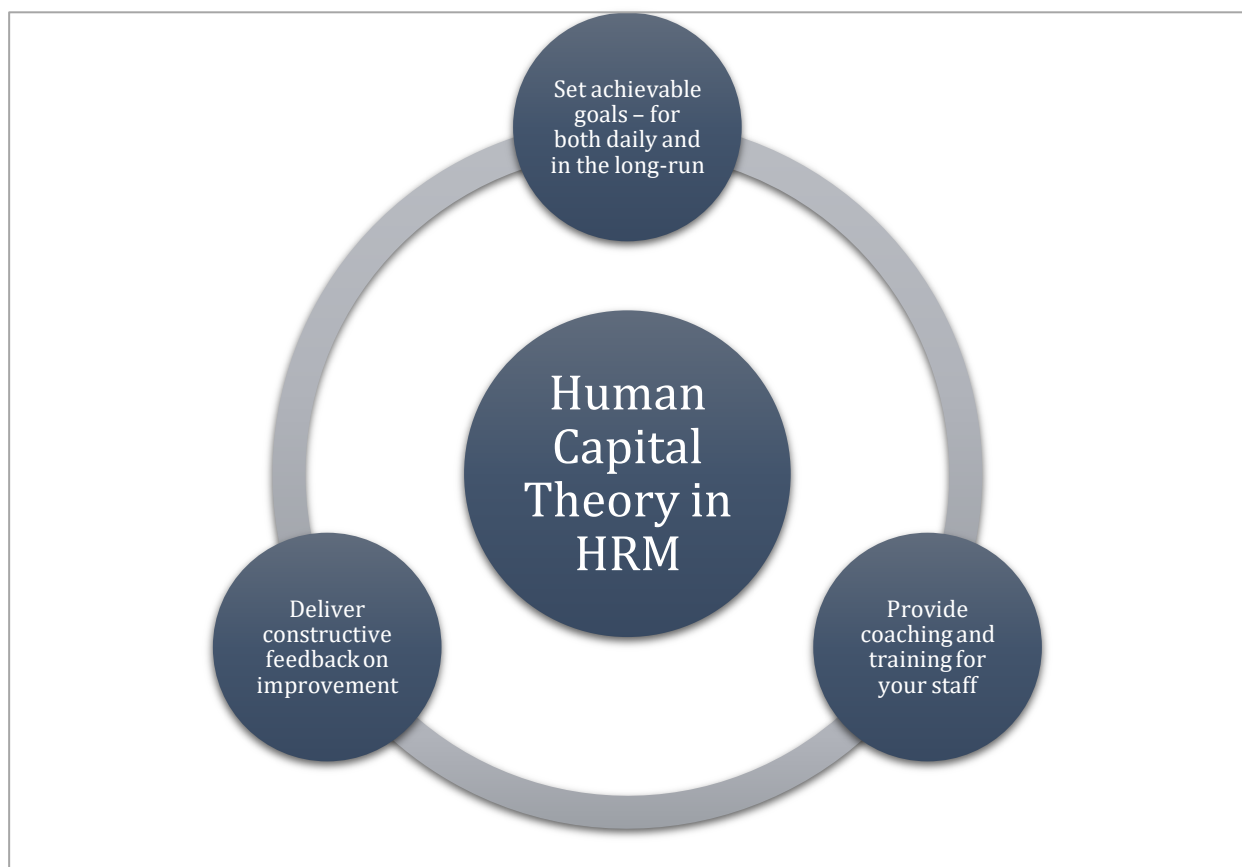 Set achievable
goals – for
both daily and
in the long-run
Human
Capital
Theory in
HRM
Deliver
constructive
feedback on
improvement
Provide
coaching and
training for
your staff